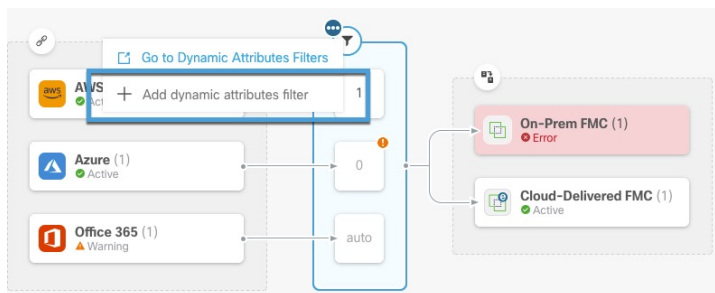 Go to Dynamic Attributes Filters
Add dynamic attributes filter
aws
AWS
1
Azure (1)
Active
0
Office 365 (1)
Warning
auto
On-Prem FMC (1)
Error
Cloud-Delivered FMC (1)
Active